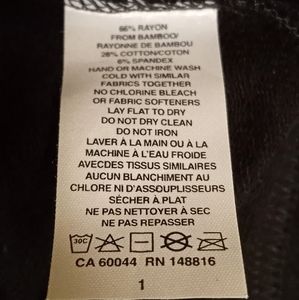 66% RAYON
FROM BAMBOO/
RAYONNE DE BAMBOU
28% COTTON/COTON
6% SPANDEX
HAND OR MACHINE WASH
COLD WITH SIMILAR
FABRICS TOGETHER
NO CHLORINE BLEACH
OR FABRIC SOFTENERS
LAY FLAT TO DRY
DO NOT DRY CLEAN
DO NOT IRON
LAVER À LA MAIN OU À LA
MACHINE À L'EAU FROIDE
AVECDES TISSUS SIMILAIRES
AUCUN BLANCHIMENT AU
CHLORE NI D'ASSOUPLISSEURS
SÉCHER À PLAT
NE PAS NETTOYER À SEC
NE PAS REPASSER
30C
CA 60044 RN 148816
1